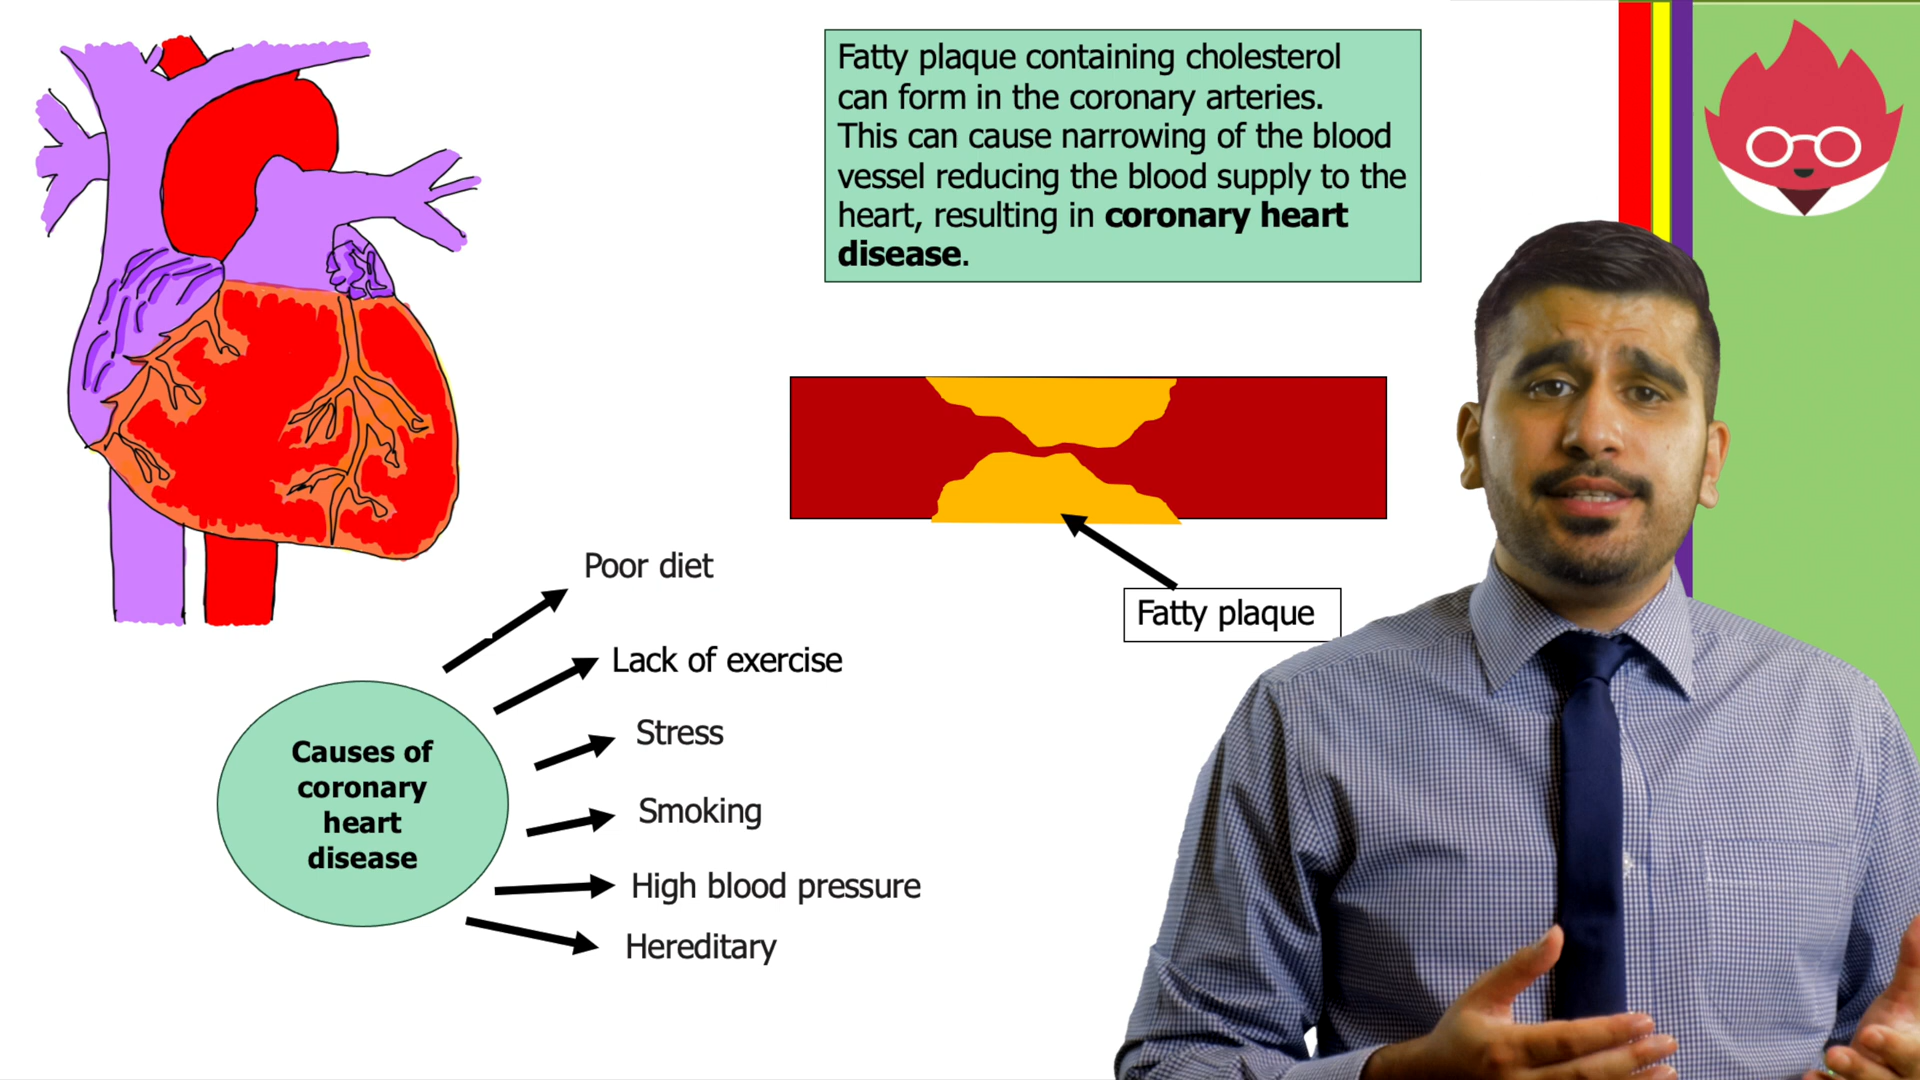 Fatty plaque containing cholesterol
can form in the coronary arteries.
This can cause narrowing of the blood
vessel reducing the blood supply to the
heart, resulting in coronary heart
disease.
Fatty plaque
Causes of
coronary
heart
disease
Poor diet
Lack of exercise
Stress
Smoking
High blood pressure
Hereditary